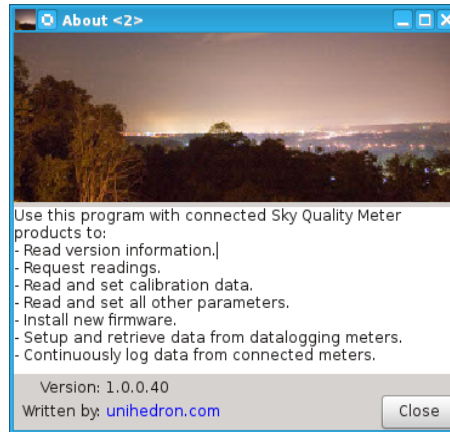 About <2>
Use this program with connected Sky Quality Meter
products to:
- Read version information.
- Request readings.
- Read and set calibration data.
- Read and set all other parameters.
- Install new firmware.
- Setup and retrieve data from datalogging meters.
- Continuously log data from connected meters.
Version: 1.0.0.40
Written by: unihedron.com
Close